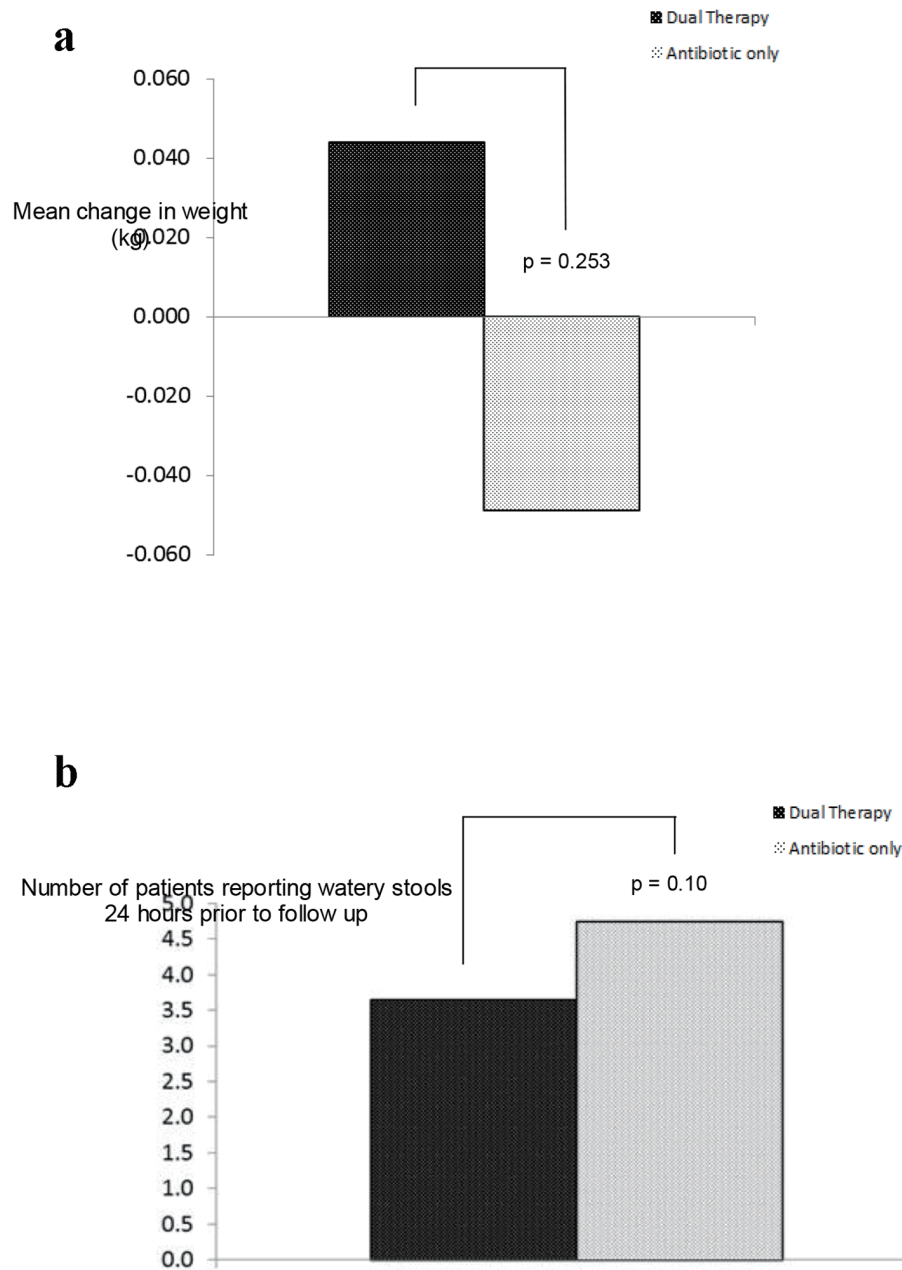 a
Dual Therapy
Antibiotic only
0.060
0.040
Mean change in weight
(kg)
0.020
p = 0.253
0.000
-0.020
-0.040
-0.060
b
Dual Therapy
Antibiotic only
p = 0.10
Number of patients reporting watery stools
24 hours prior to follow up
5.0
4.5
4.0
3.5
3.0
2.5
2.0
1.5
1.0
0.5
0.0